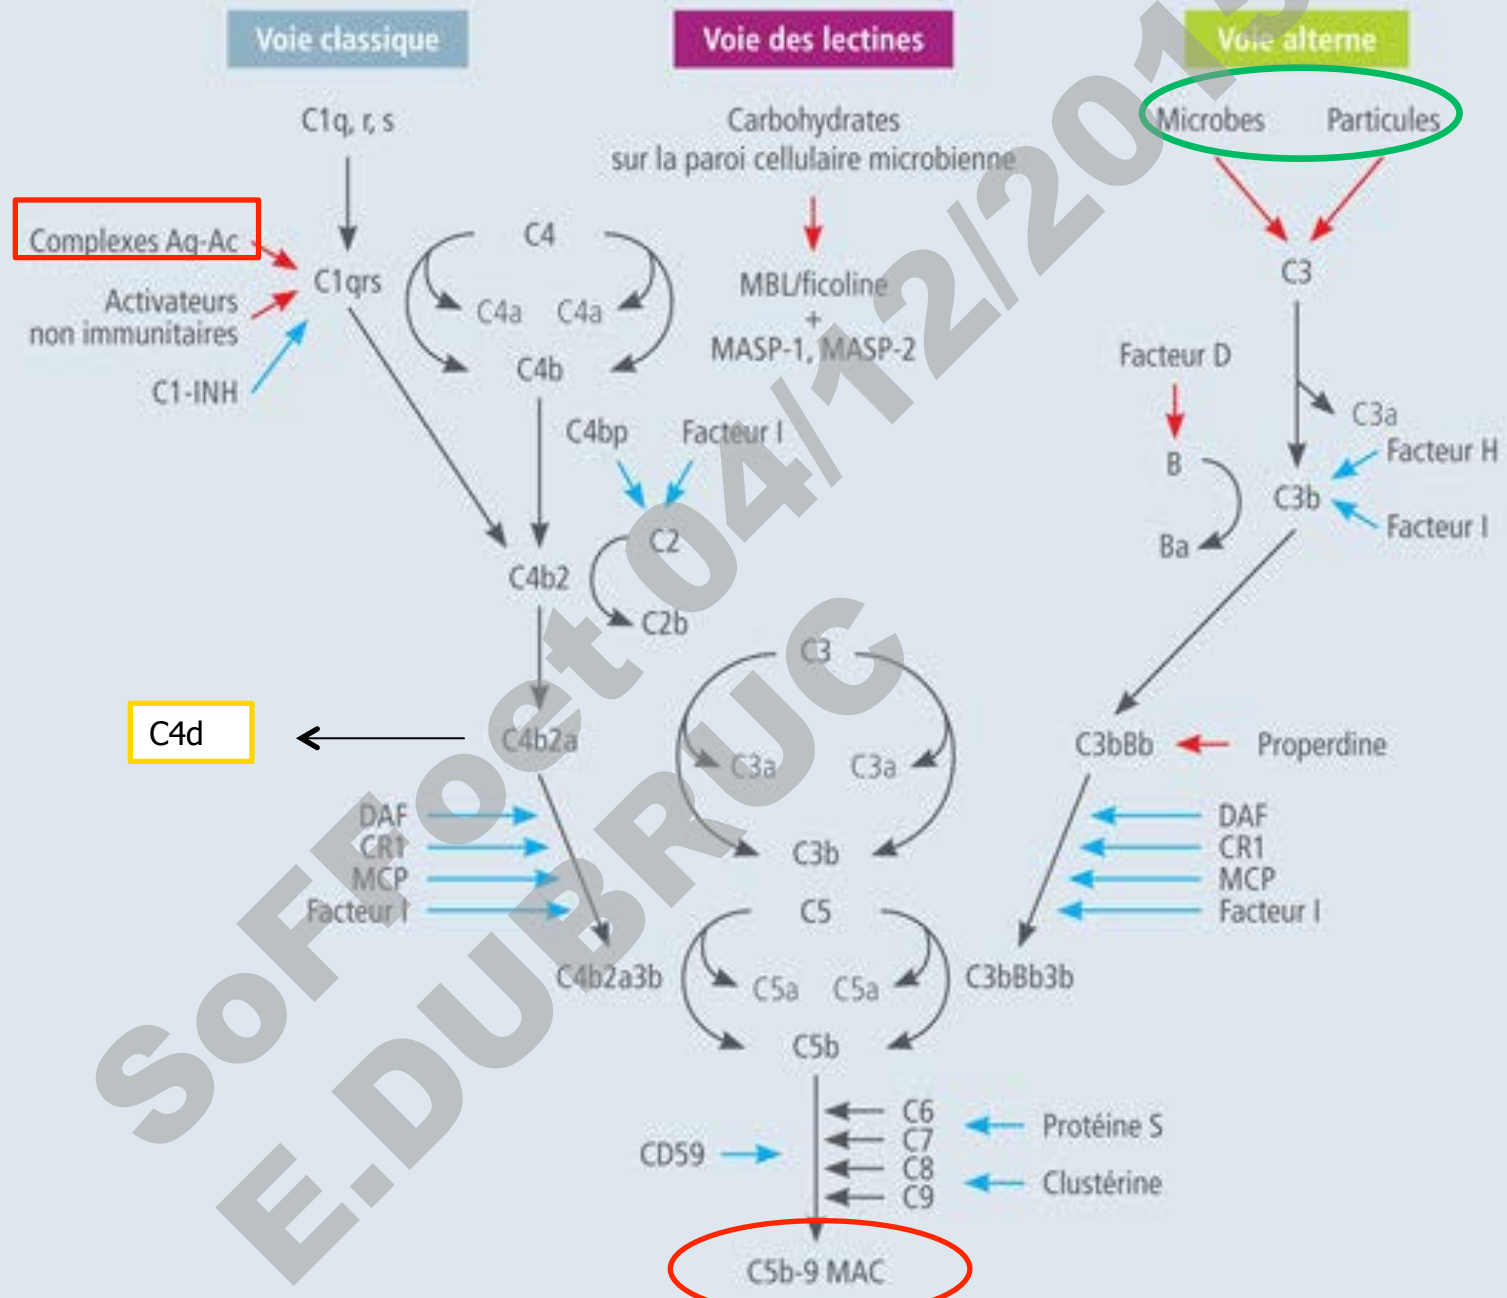 Voie classique
Voie des lectines
Voie alterne
C1q, r, s
Carbohydrates
sur la paroi cellulaire microbienne
Microbes
Particules
Complexes Ag-Ac
C1qrs
Activateurs
non immunitaires
C1-INH
C4
C4a
C4a
C4b
MBL/ficoline
+
MASP-1, MASP-2
C3
Facteur D
C3a
B
Facteur H
C3b
Facteur I
Ba
C4bp
Facteur I
C2
C4b2
C2b
C3
C4d
C4b2a
C3a
C3a
C3bBb
Properdine
DAF
CR1
MCP
Facteur I
C3b
DAF
CR1
MCP
Facteur I
C5
C4b2a3b
C5a
C5a
C3bBb3b
C5b
C6
C7
C8
C9
Protéine S
CD59
Clustérine
C5b-9 MAC
SoFFoet 04/12/2015
E.DUBRUC